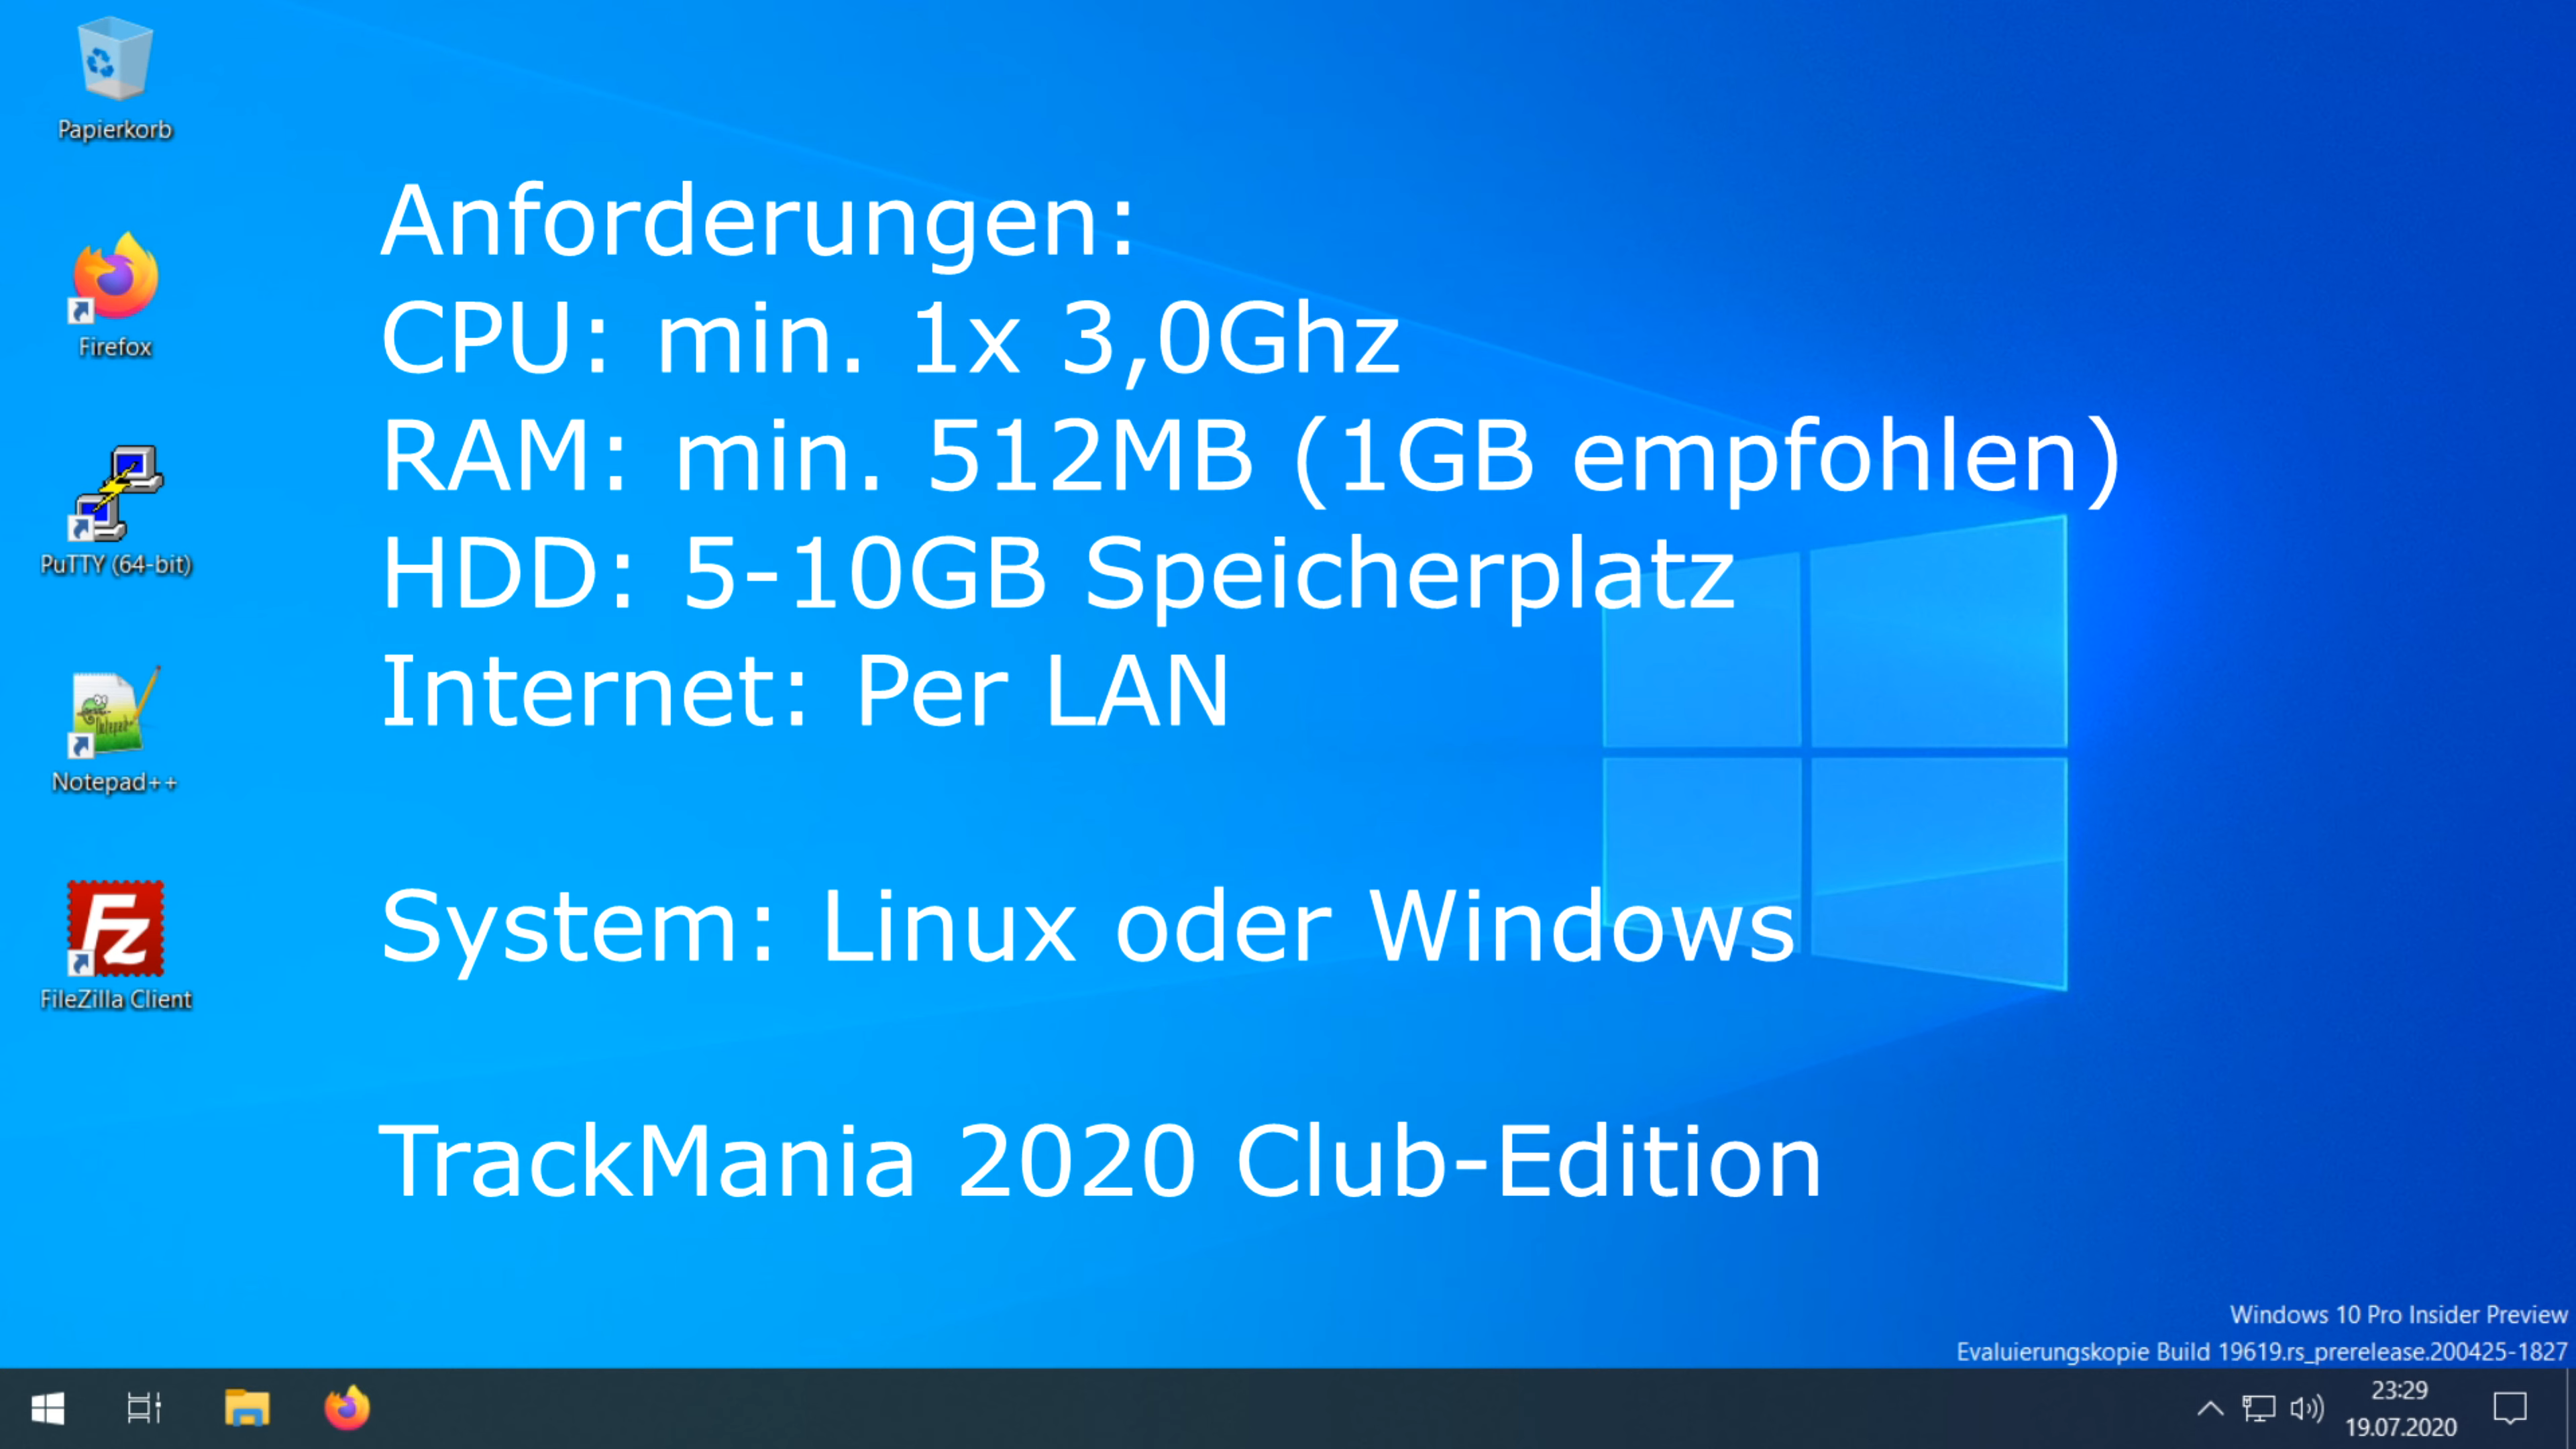 Papierkorb
Firefox
PuTTY (64-bit)
Notepad++
FileZilla Client
Anforderungen:
CPU: min. 1x 3,0Ghz
RAM: min. 512MB (1GB empfohlen)
HDD: 5-10GB Speicherplatz
Internet: Per LAN
System: Linux oder Windows
TrackMania 2020 Club-Edition
Windows 10 Pro Insider Preview
Evaluierungskopie Build 19619.rs_prerelease.200425-1827
23:29
19.07.2020